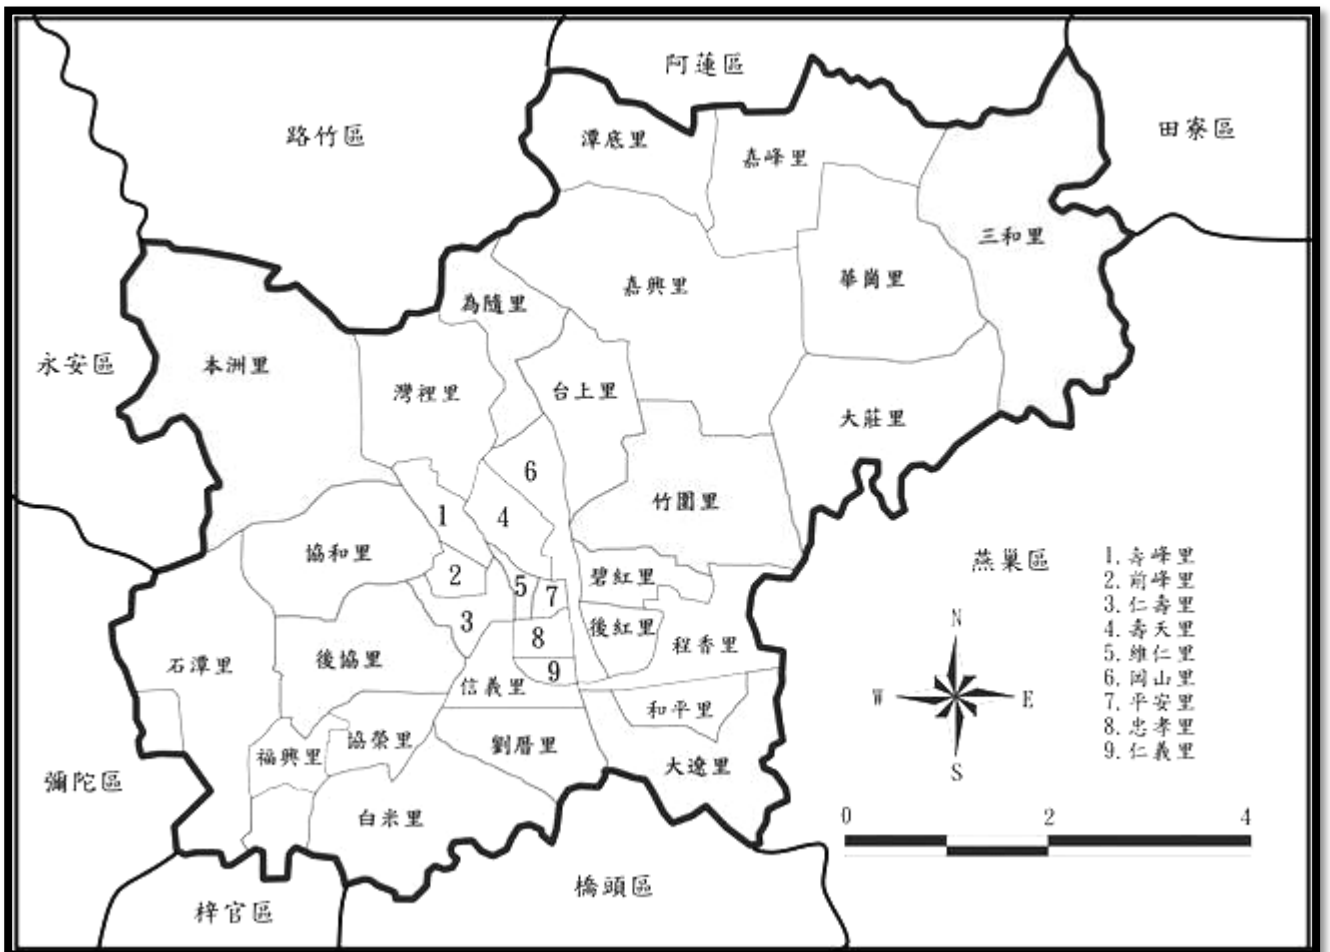 阿蓮區
路竹區
田寮區
潭底里
嘉峰里
三和里
嘉興里
華崗里
為隨里
永安區
本洲里
灣裡里
台上里
大莊里
6
竹圍里
1
4
協和里
燕巢區
碧紅里
2
5
7
3
後紅里
8
程香里
石潭里
後協里
9
信義里
和平里
協榮里
劉厝里
福興里
大遼里
彌陀區
白米里
橋頭區
梓官區
1. 壽峰里
2. 前峰里
3. 仁壽里
4. 壽天里
5. 維仁里
6. 岡山里
7. 平安里
8. 忠孝里
9. 仁義里
N
W
E
S
0 2 4